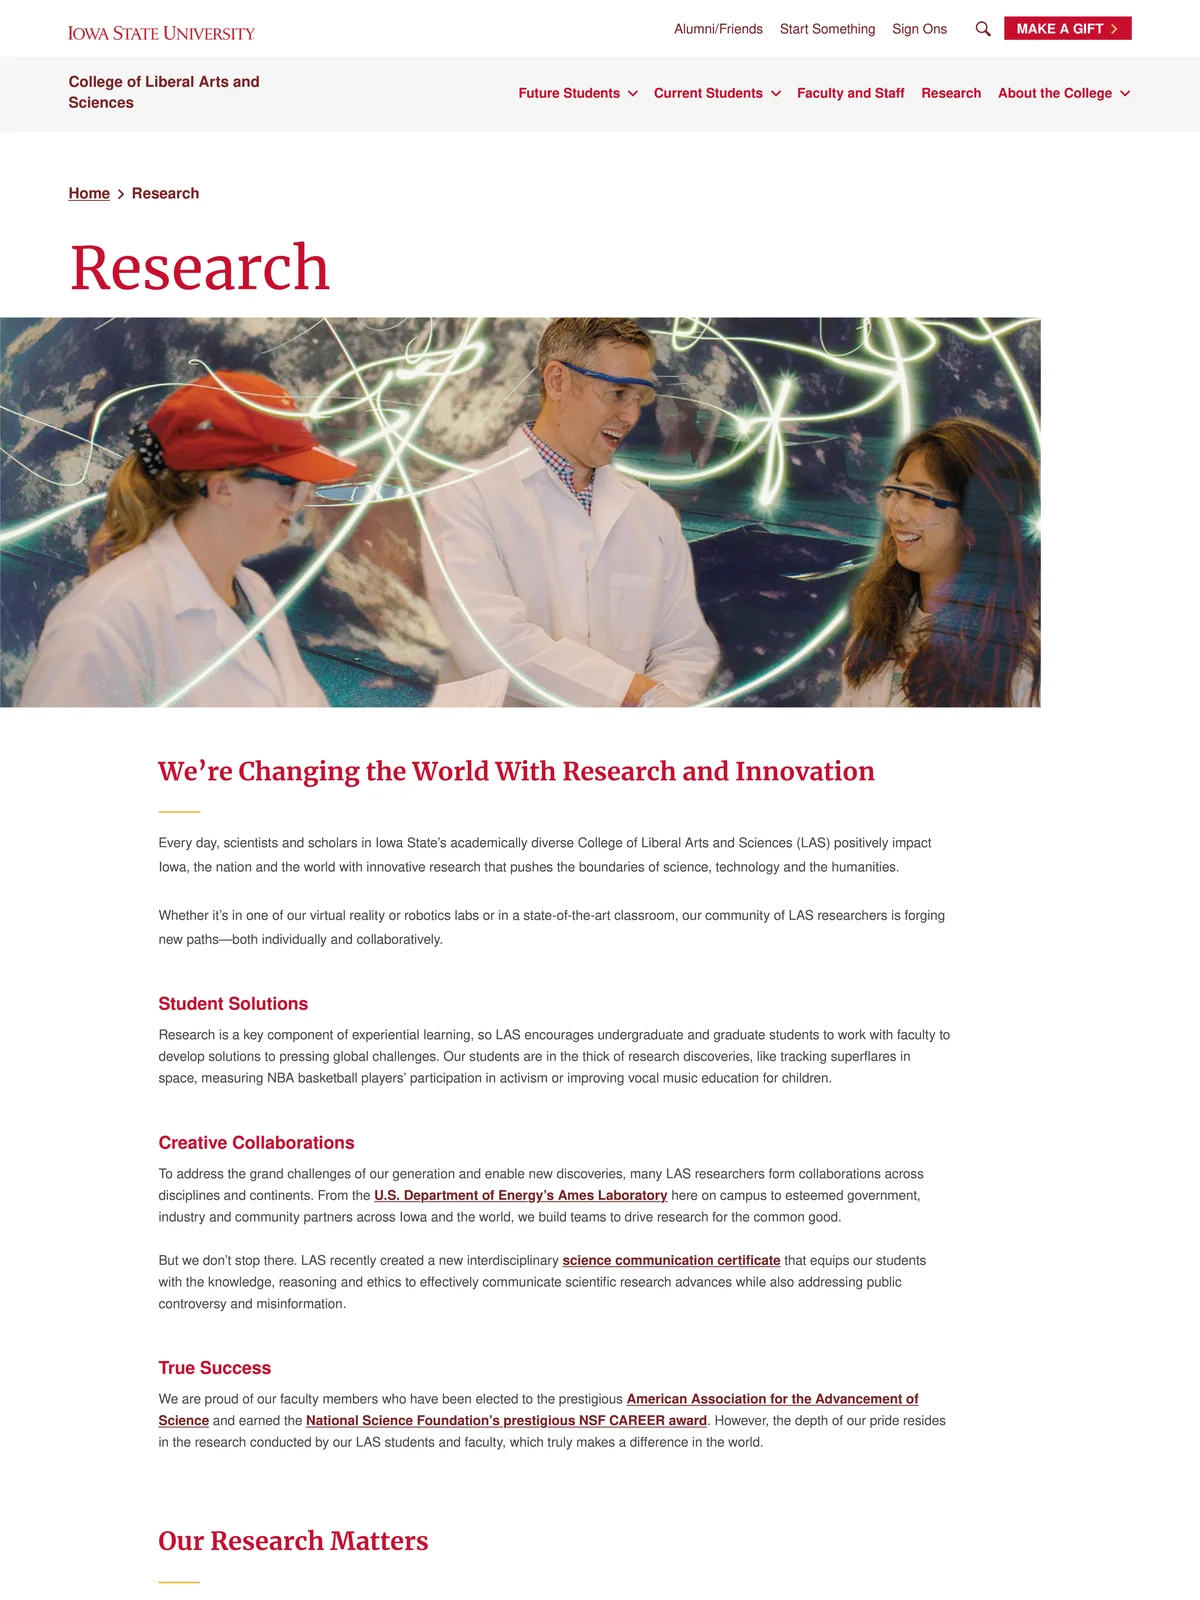 IOWA STATE UNIVERSITY
Alumni/Friends Start Something Sign Ons MAKE A GIFT
College of Liberal Arts and
Sciences
Future Students Current Students Faculty and Staff Research About the College
Home > Research
Research
We’re Changing the World With Research and Innovation
Every day, scientists and scholars in Iowa State’s academically diverse College of Liberal Arts and Sciences (LAS) positively impact
Iowa, the nation and the world with innovative research that pushes the boundaries of science, technology and the humanities.
Whether it’s in one of our virtual reality or robotics labs or in a state-of-the-art classroom, our community of LAS researchers is forging
new paths—both individually and collaboratively.
Student Solutions
Research is a key component of experiential learning, so LAS encourages undergraduate and graduate students to work with faculty to
develop solutions to pressing global challenges. Our students are in the thick of research discoveries, like tracking superflares in
space, measuring NBA basketball players’ participation in activism or improving vocal music education for children.
Creative Collaborations
To address the grand challenges of our generation and enable new discoveries, many LAS researchers form collaborations across
disciplines and continents. From the U.S. Department of Energy’s Ames Laboratory here on campus to esteemed government,
industry and community partners across Iowa and the world, we build teams to drive research for the common good.
But we don’t stop there. LAS recently created a new interdisciplinary science communication certificate that equips our students
with the knowledge, reasoning and ethics to effectively communicate scientific research advances while also addressing public
controversy and misinformation.
True Success
We are proud of our faculty members who have been elected to the prestigious American Association for the Advancement of
Science and earned the National Science Foundation’s prestigious NSF CAREER award. However, the depth of our pride resides
in the research conducted by our LAS students and faculty, which truly makes a difference in the world.
Our Research Matters